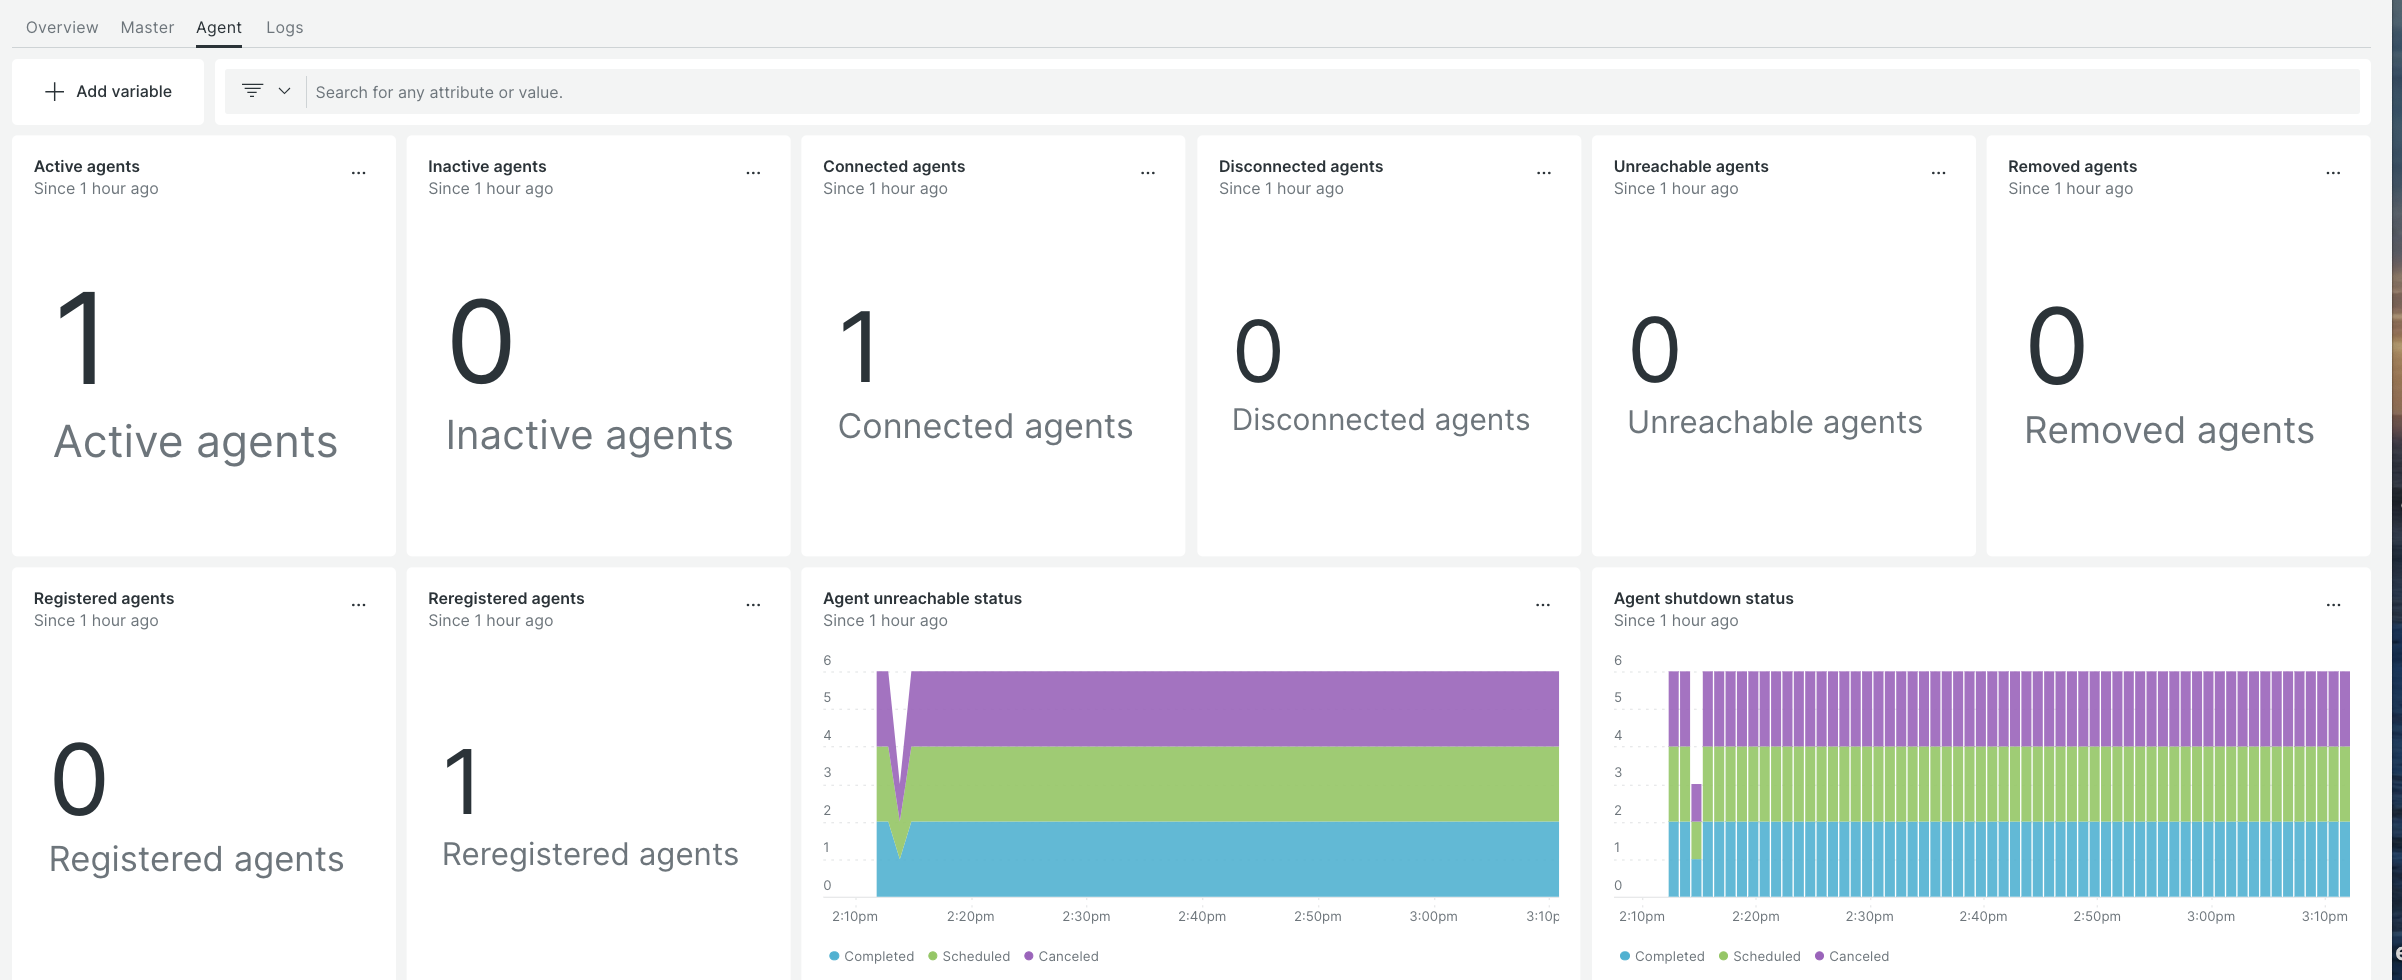 Overview Master Agent Logs
Add variable
Search for any attribute or value.
Active agents
Since 1 hour ago
1
Active agents
Inactive agents
Since 1 hour ago
0
Inactive agents
Connected agents
Since 1 hour ago
1
Connected agents
Disconnected agents
Since 1 hour ago
0
Disconnected agents
Unreachable agents
Since 1 hour ago
0
Unreachable agents
Removed agents
Since 1 hour ago
0
Removed agents
Registered agents
Since 1 hour ago
0
Registered agents
Reregistered agents
Since 1 hour ago
1
Reregistered agents
Agent unreachable status
Since 1 hour ago
6
5
4
3
2
1
0
2:10pm 2:20pm 2:30pm 2:40pm 2:50pm 3:00pm 3:10p
Completed Scheduled Canceled
Agent shutdown status
Since 1 hour ago
6
5
4
3
2
1
0
2:10pm 2:20pm 2:30pm 2:40pm 2:50pm 3:00pm 3:10pm
Completed Scheduled Canceled